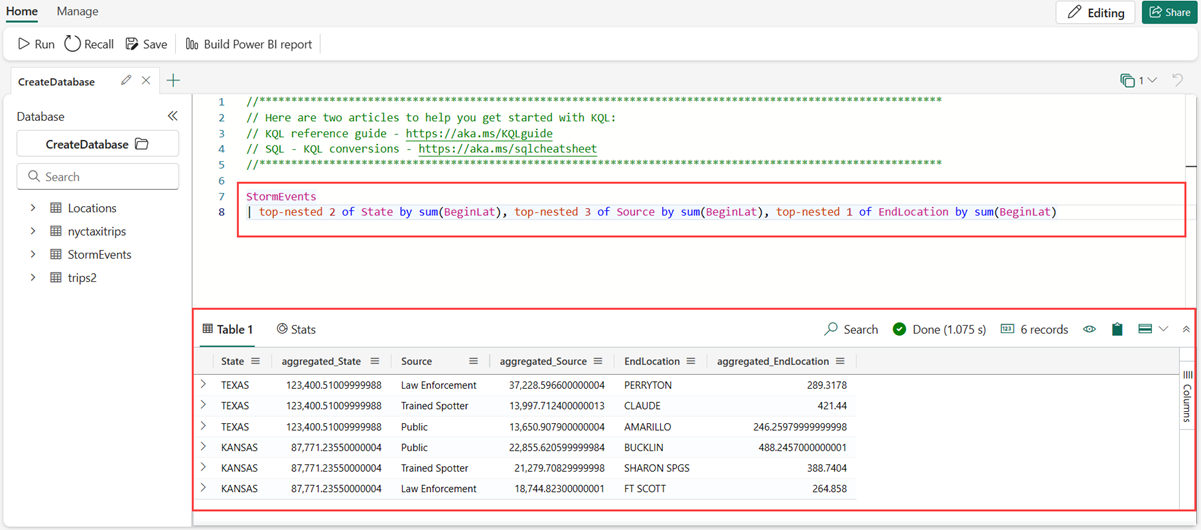 Home Manage Editing Share
Run Recall Save Build Power BI report
CreateDatabase 1
Database
CreateDatabase
Search
Locations
nyctaxitrips
StormEvents
trips2
1 //***********************************************************************************************************
2 // Here are two articles to help you get started with KQL:
3 // KQL reference guide - https://aka.ms/KQLguide
4 // SQL - KQL conversions - https://aka.ms/sqlcheatsheet
5 //***********************************************************************************************************
6
7 StormEvents
8 | top-nested 2 of State by sum(BeginLat), top-nested 3 of Source by sum(BeginLat), top-nested 1 of EndLocation by sum(BeginLat)
Table 1 Stats Search Done (1.075 s) 123 6 records
State aggregated_State Source aggregated_Source EndLocation aggregated_EndLocation
TEXAS 123,400.51009999988 Law Enforcement 37,228.596600000004 PERRYTON 289.3178
TEXAS 123,400.51009999988 Trained Spotter 13,997.712400000013 CLAUDE 421.44
TEXAS 123,400.51009999988 Public 13,650.907900000004 AMARILLO 246.25979999999998
KANSAS 87,771.23550000004 Public 22,855.620599999984 BUCKLIN 488.2457000000001
KANSAS 87,771.23550000004 Trained Spotter 21,279.70829999998 SHARON SPGS 388.7404
KANSAS 87,771.23550000004 Law Enforcement 18,744.82300000001 FT SCOTT 264.858
Columns